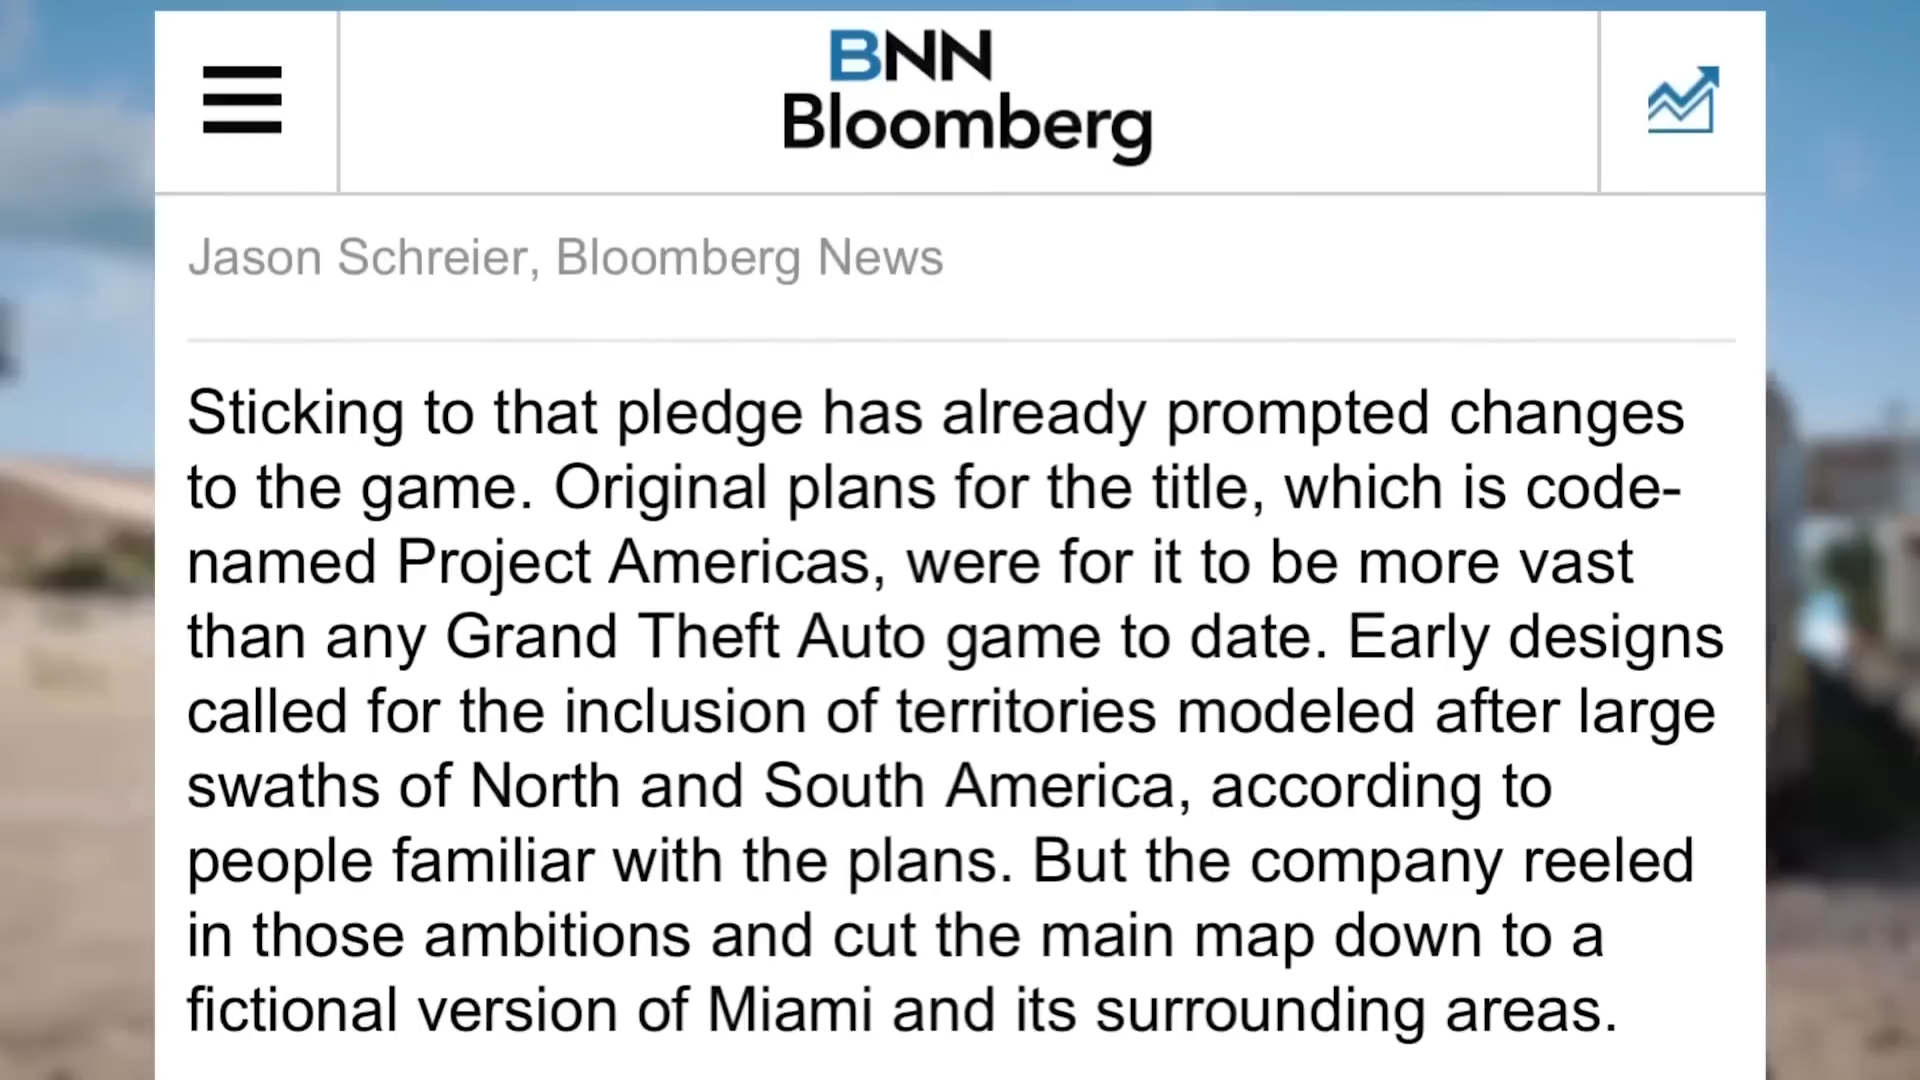 BNN
Bloomberg
Jason Schreier, Bloomberg News
Sticking to that pledge has already prompted changes
to the game. Original plans for the title, which is code-
named Project Americas, were for it to be more vast
than any Grand Theft Auto game to date. Early designs
called for the inclusion of territories modeled after large
swaths of North and South America, according to
people familiar with the plans. But the company reeled
in those ambitions and cut the main map down to a
fictional version of Miami and its surrounding areas.